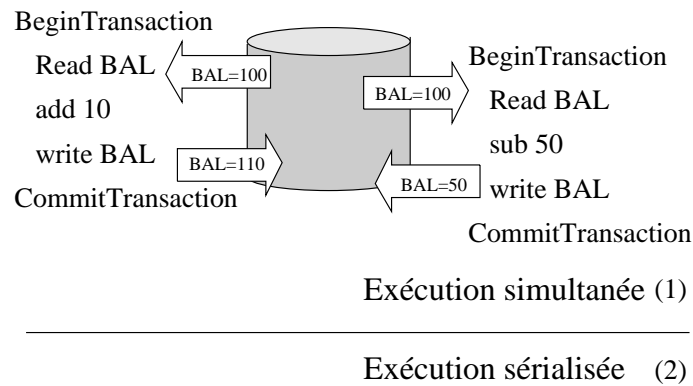 BeginTransaction
Read BAL
BAL=100
add 10
write BAL
BAL=110
CommitTransaction
BeginTransaction
BAL=100
Read BAL
sub 50
BAL=50
write BAL
CommitTransaction
Exécution simultanée (1)
Exécution sérialisée (2)